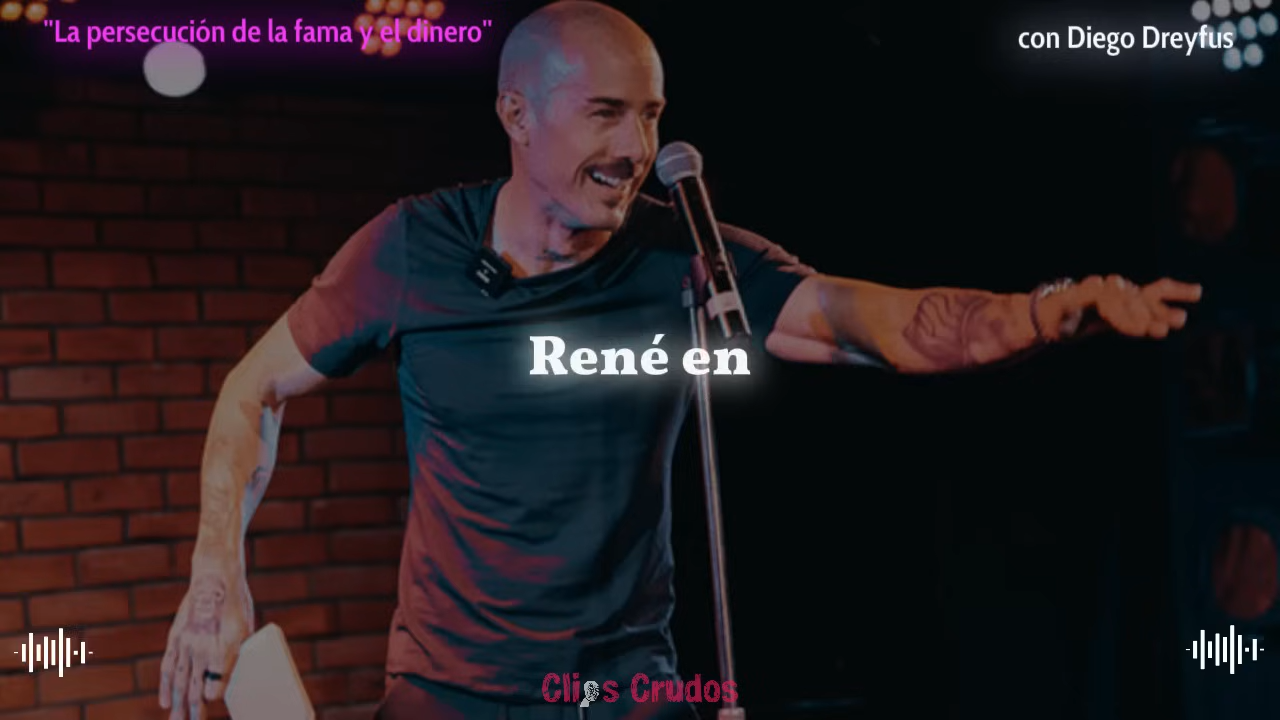 "La persecución de la fama y el dinero"
con Diego Dreyfus
René en
Clips Crudos